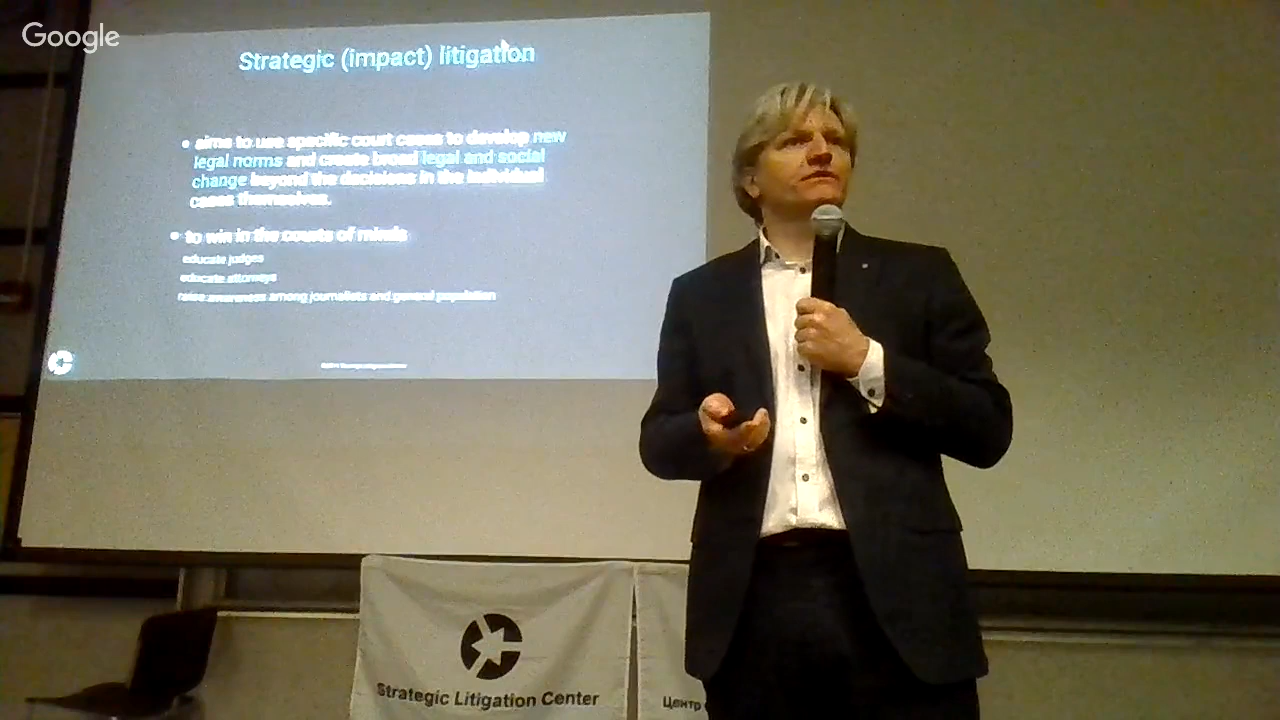 Google
Strategic (impact) litigation
• aims to use specific court cases to develop new
legal norms and create broad legal and social
change beyond the decisions in the individual
cases themselves.
• to win in the courts of minds
educate judges
educate attorneys
raise awareness among journalists and general population
Strategic Litigation Center
Центр